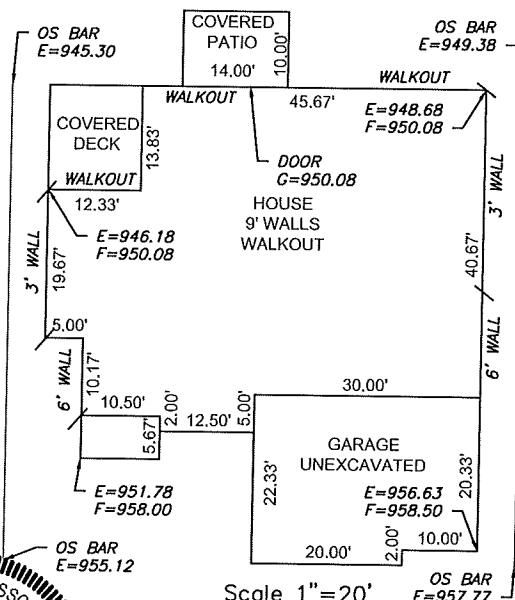 OS BAR
E=945.30
COVERED
PATIO
10.00'
14.00'
OS BAR
E=949.38
WALKOUT
WALKOUT
45.67'
COVERED
DECK
13.83'
WALKOUT
12.33'
E=948.68
F=950.08
DOOR
G=950.08
HOUSE
9' WALLS
WALKOUT
3' WALL
40.67'
6' WALL
E=946.18
F=950.08
3' WALL
19.67'
5.00'
6' WALL
10.17'
10.50'
2.00'
12.50'
5.00'
5.67'
30.00'
22.33'
GARAGE
UNEXCAVATED
20.33'
E=956.63
F=958.50
E=951.78
F=958.00
20.00'
2.00'
10.00'
OS BAR
E=955.12
Scale 1"=20'
OS BAR
E=957.77